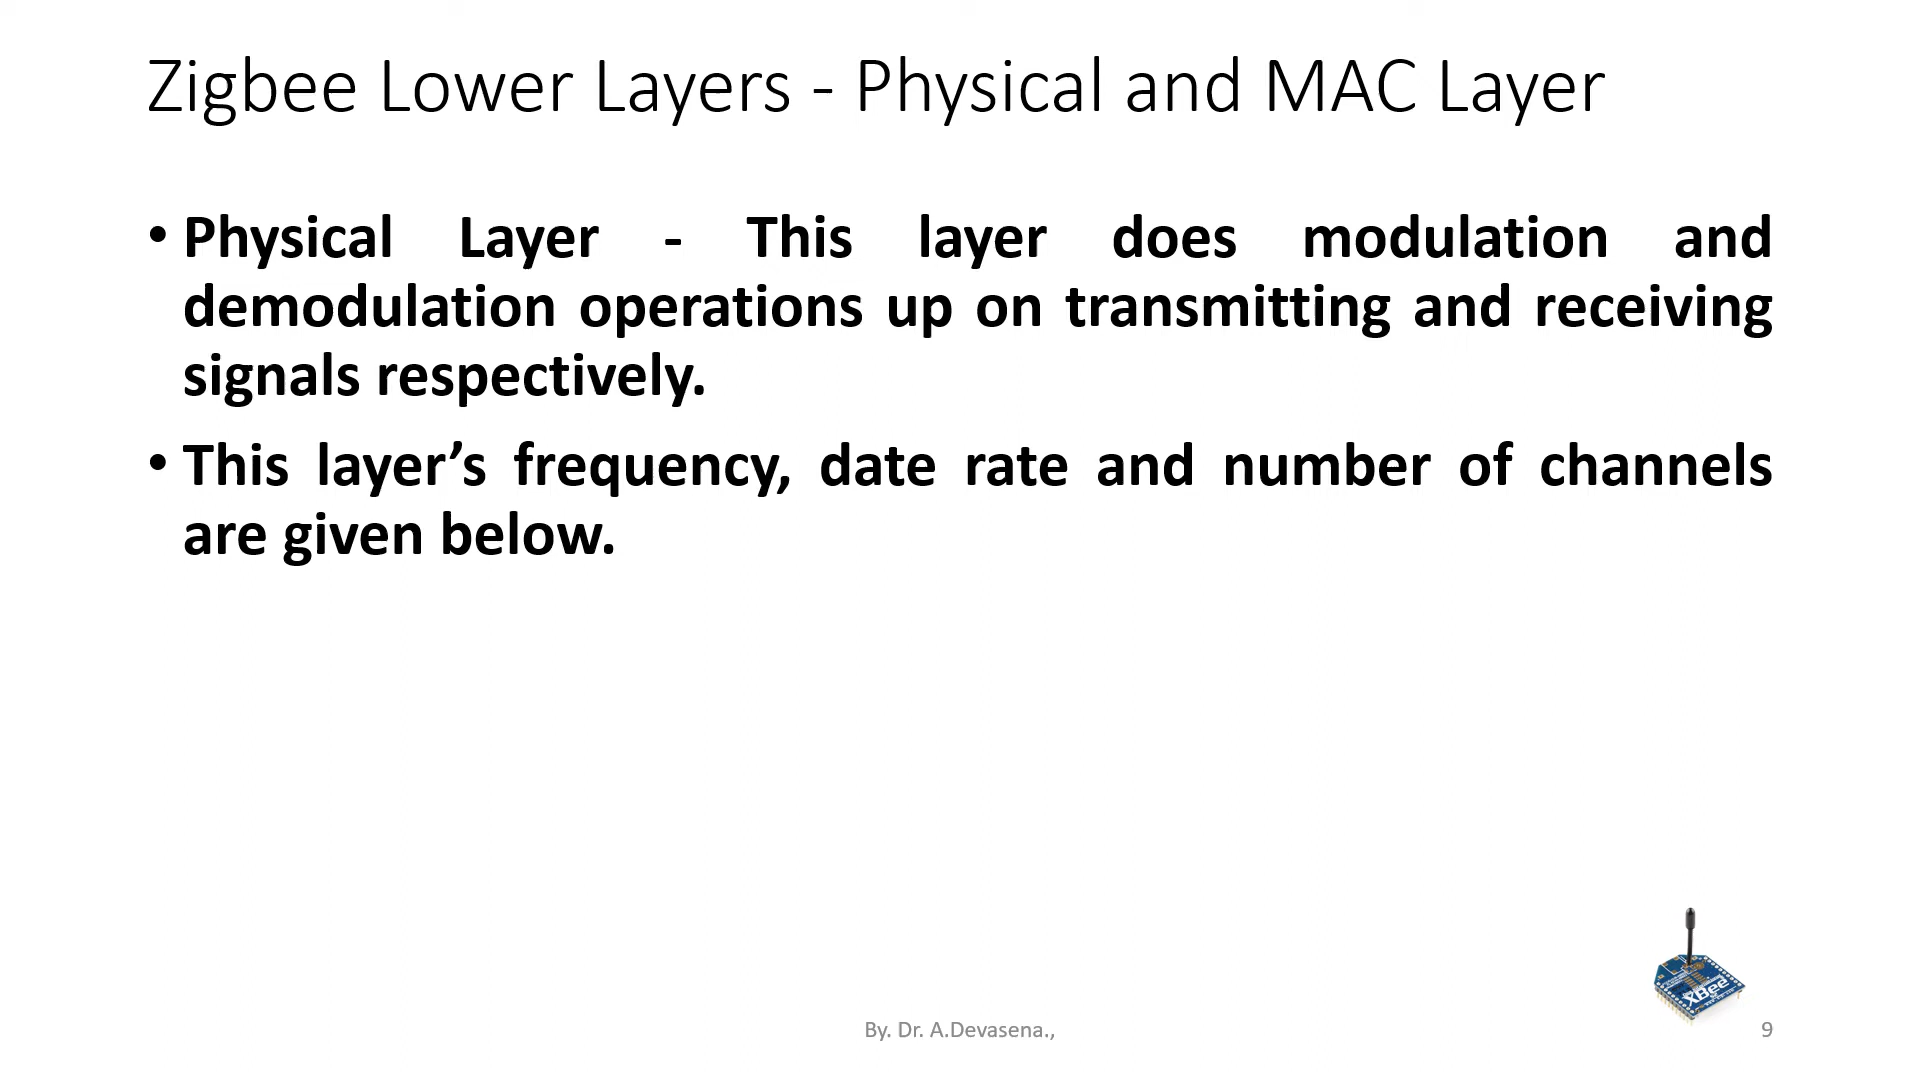 Zigbee Lower Layers - Physical and MAC Layer
• Physical Layer - This layer does modulation and
demodulation operations up on transmitting and receiving
signals respectively.
• This layer’s frequency, date rate and number of channels
are given below.
XBee
By. Dr. A.Devasena.,
9